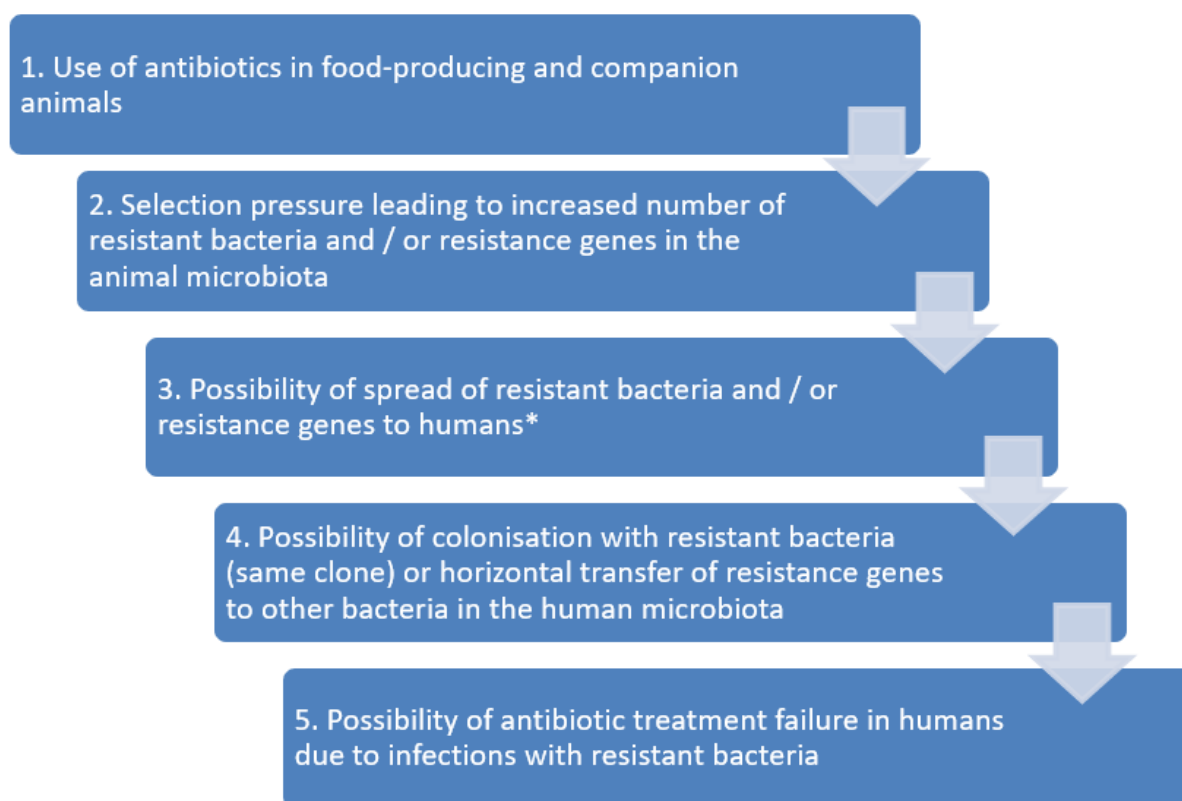 1. Use of antibiotics in food-producing and companion
animals
2. Selection pressure leading to increased number of
resistant bacteria and / or resistance genes in the
animal microbiota
3. Possibility of spread of resistant bacteria and / or
resistance genes to humans*
4. Possibility of colonisation with resistant bacteria
(same clone) or horizontal transfer of resistance genes
to other bacteria in the human microbiota
5. Possibility of antibiotic treatment failure in humans
due to infections with resistant bacteria